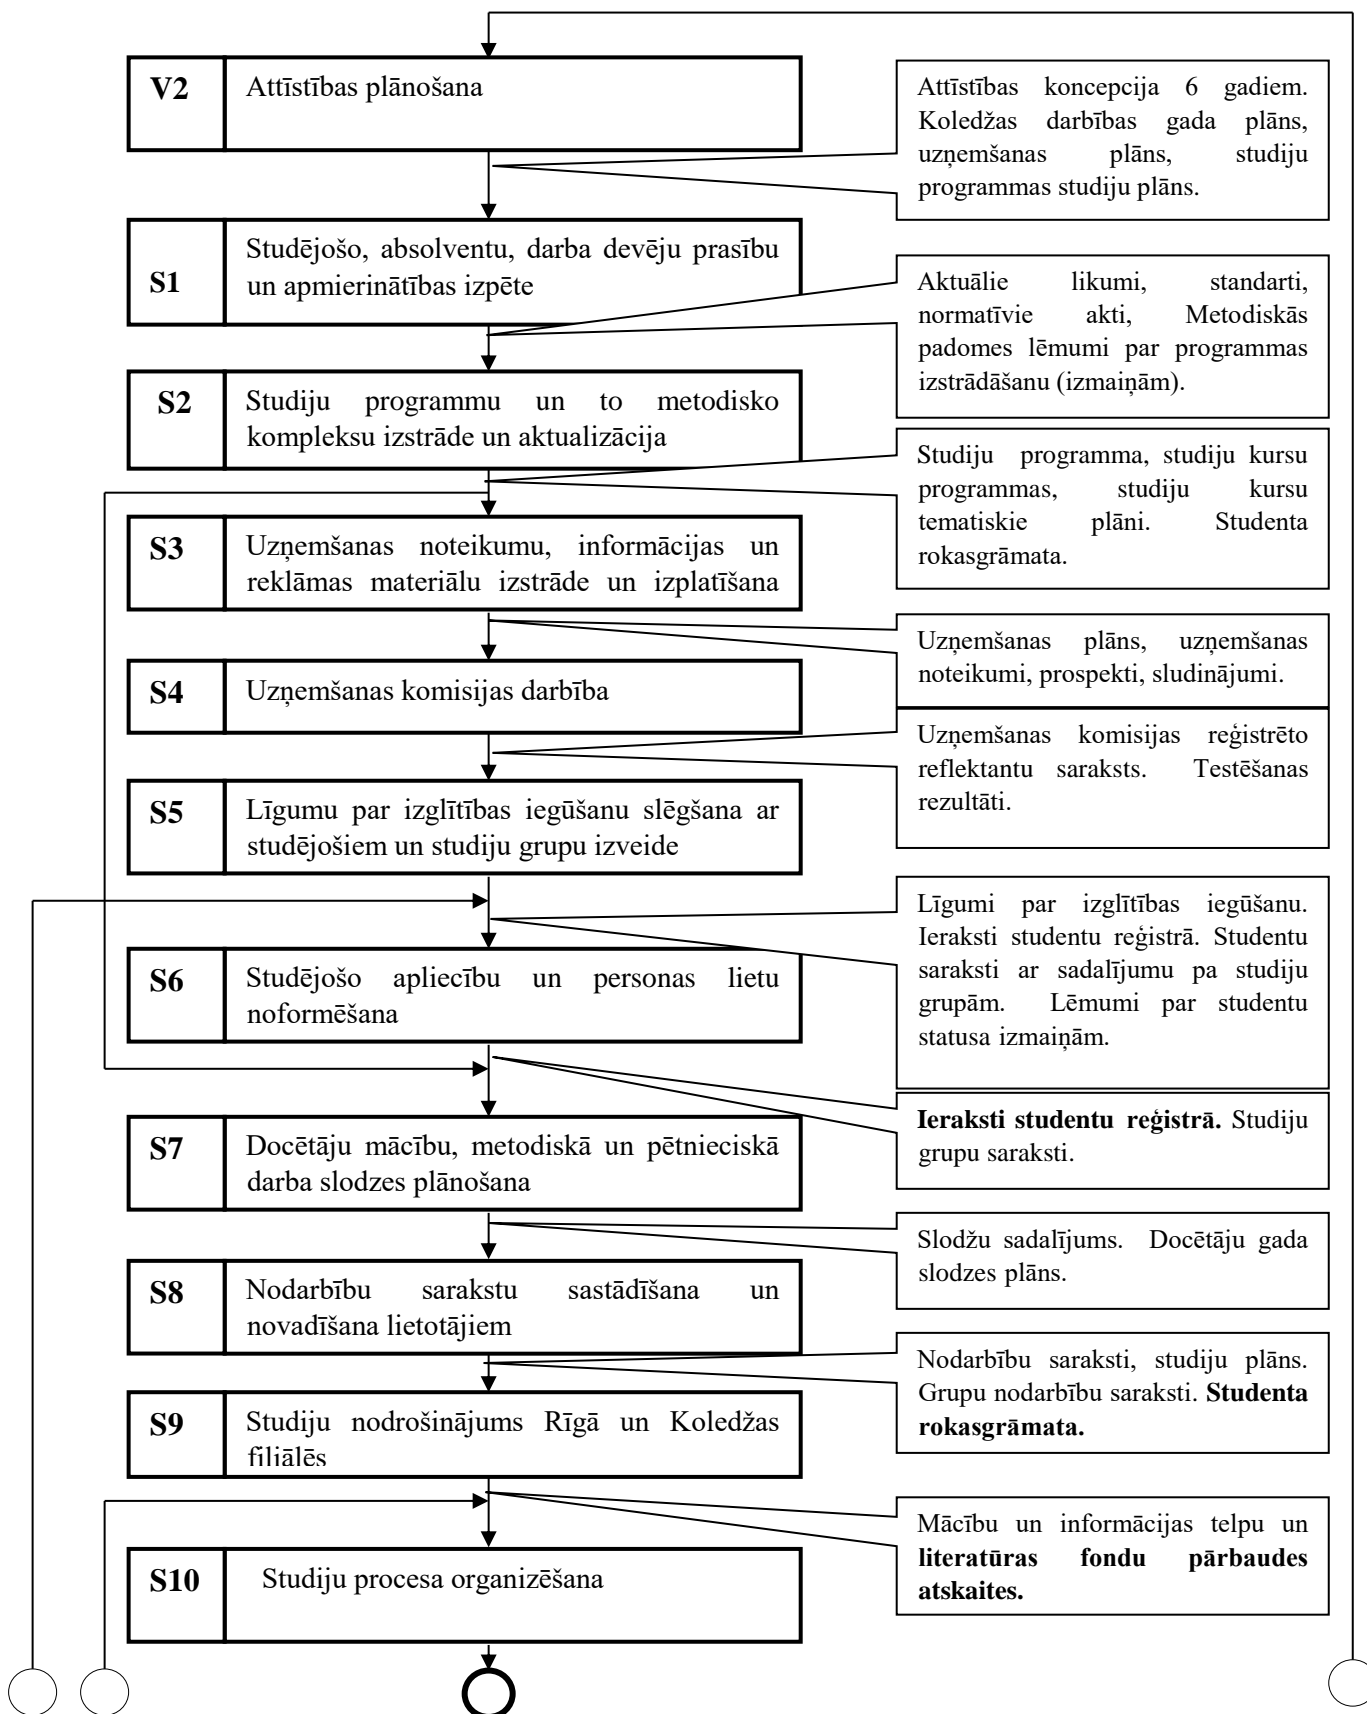 V2
Attīstības plānošana
Attīstības koncepcija 6 gadiem.
Koledžas darbības gada plāns,
uzņemšanas plāns, studiju
programmas studiju plāns.
S1
Studējošo, absolventu, darba devēju prasību
un apmierinātības izpēte
Aktuālie likumi, standarti,
normatīvie akti, Metodiskās
padomes lēmumi par programmas
izstrādāšanu (izmaiņām).
S2
Studiju programmu un to metodisko
kompleksu izstrāde un aktualizācija
Studiju programma, studiju kursu
programmas, studiju kursu
tematiskie plāni. Studenta
rokasgrāmata.
S3
Uzņemšanas noteikumu, informācijas un
reklāmas materiālu izstrāde un izplatīšana
Uzņemšanas plāns, uzņemšanas
noteikumi, prospekti, sludinājumi.
S4
Uzņemšanas komisijas darbība
Uzņemšanas komisijas reģistrēto
reflektantu saraksts. Testēšanas
rezultāti.
S5
Līgumu par izglītības iegūšanu slēgšana ar
studējošiem un studiju grupu izveide
Līgumi par izglītības iegūšanu.
Ieraksti studentu reģistrā. Studentu
saraksti ar sadalījumu pa studiju
grupām. Lēmumi par studentu
statusa izmaiņām.
S6
Studējošo apliecību un personas lietu
noformēšana
Ieraksti studentu reģistrā. Studiju
grupu saraksti.
S7
Docētāju mācību, metodiskā un pētnieciskā
darba slodzes plānošana
Slodžu sadalījums. Docētāju gada
slodzes plāns.
S8
Nodarbību sarakstu sastādīšana un
novadīšana lietotājiem
Nodarbību saraksti, studiju plāns.
Grupu nodarbību saraksti. Studenta
rokasgrāmata.
S9
Studiju nodrošinājums Rīgā un Koledžas
filiālēs
Mācību un informācijas telpu un
literatūras fondu pārbaudes
atskaites.
S10
Studiju procesa organizēšana